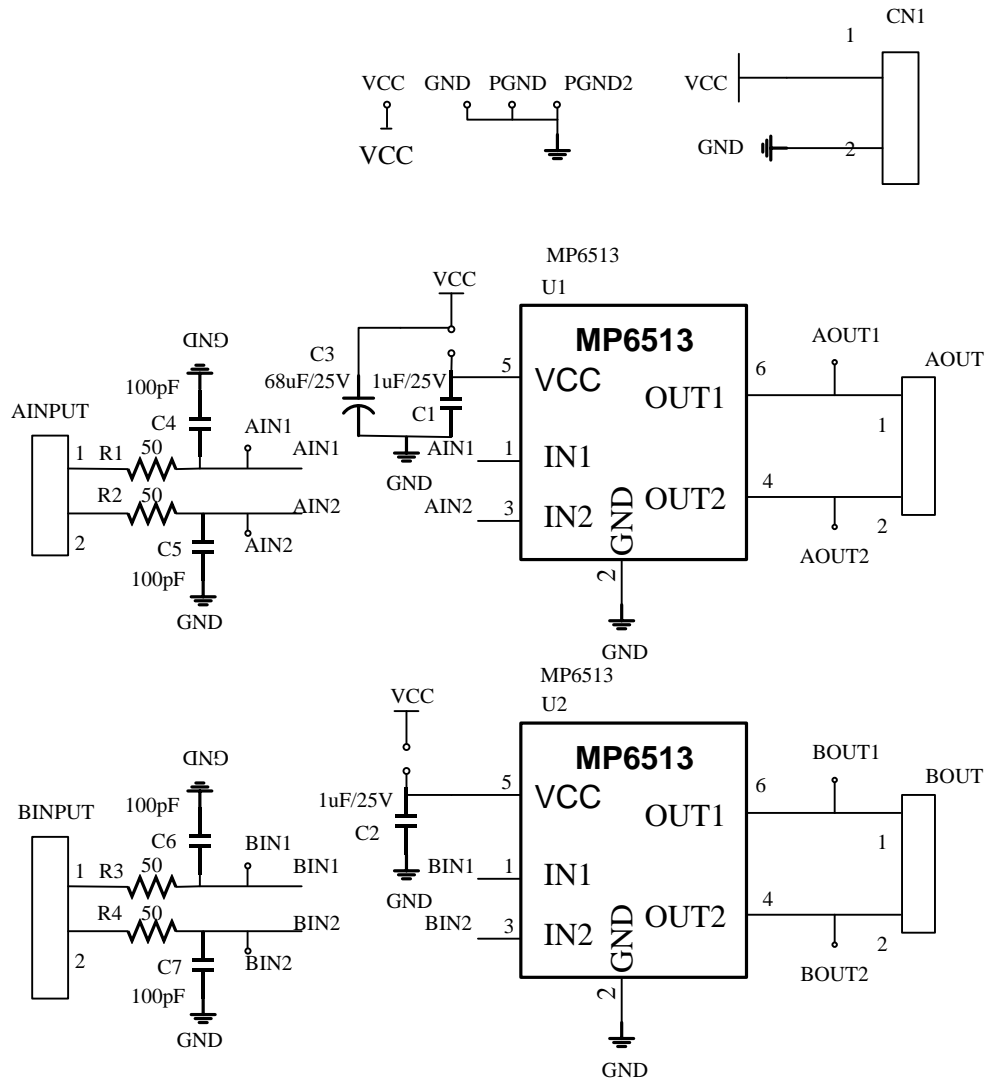 CN1
1
VCC
GND
PGND
PGND2
VCC
VCC
GND
2
MP6513
U1
VCC
MP6513
GND
C3
68uF/25V
1uF/25V
5
VCC
6
OUT1
AOUT1
AOUT
100pF
C4
AINPUT
AIN1
AIN1
C1
AIN1
1
IN1
1
1
R1
50
GND
R2
50
AIN2
AIN2
3
IN2
GND
OUT2
4
2
2
C5
AIN2
AOUT2
100pF
2
GND
GND
MP6513
U2
VCC
MP6513
GND
1uF/25V
5
VCC
6
OUT1
BOUT1
BOUT
100pF
C6
BINPUT
BIN1
BIN1
C2
BIN1
1
IN1
1
1
R3
50
GND
R4
50
BIN2
BIN2
3
IN2
GND
OUT2
4
2
2
C7
BIN2
BOUT2
100pF
2
GND
GND